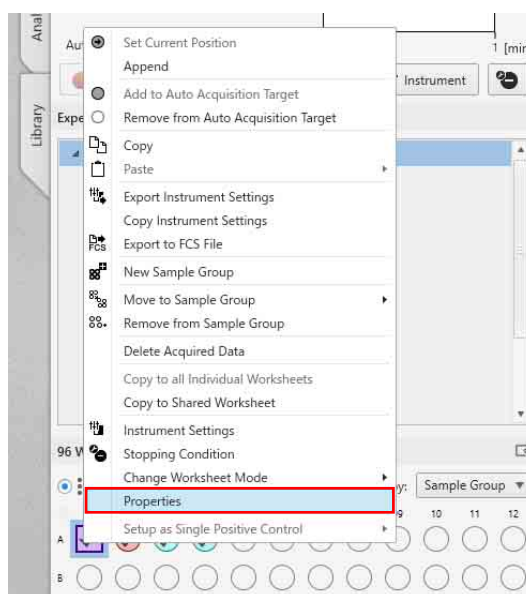 Anal
Library
Au
1 [min
Set Current Position
Append
Add to Auto Acquisition Target
Remove from Auto Acquisition Target
Copy
Paste
Export Instrument Settings
Copy Instrument Settings
FCS Export to FCS File
New Sample Group
Move to Sample Group
Remove from Sample Group
Delete Acquired Data
Copy to all Individual Worksheets
Copy to Shared Worksheet
Instrument Settings
Stopping Condition
Change Worksheet Mode
Properties
Setup as Single Positive Control
Instrument
Expe
96 W
y: Sample Group
9 10 11 12
A
B